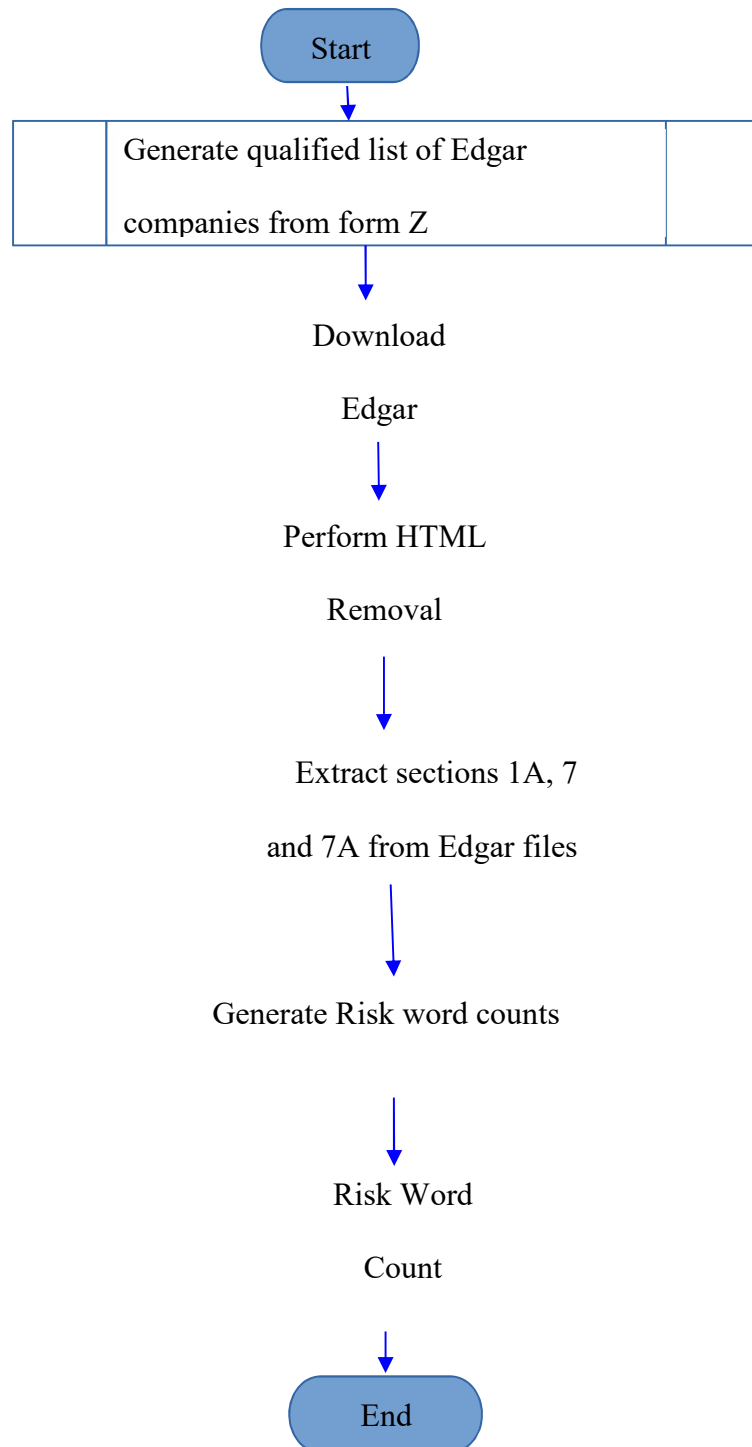 Start
Generate qualified list of Edgar
companies from form Z
Download
Edgar
Perform HTML
Removal
Extract sections 1A, 7
and 7A from Edgar files
Generate Risk word counts
Risk Word
Count
End